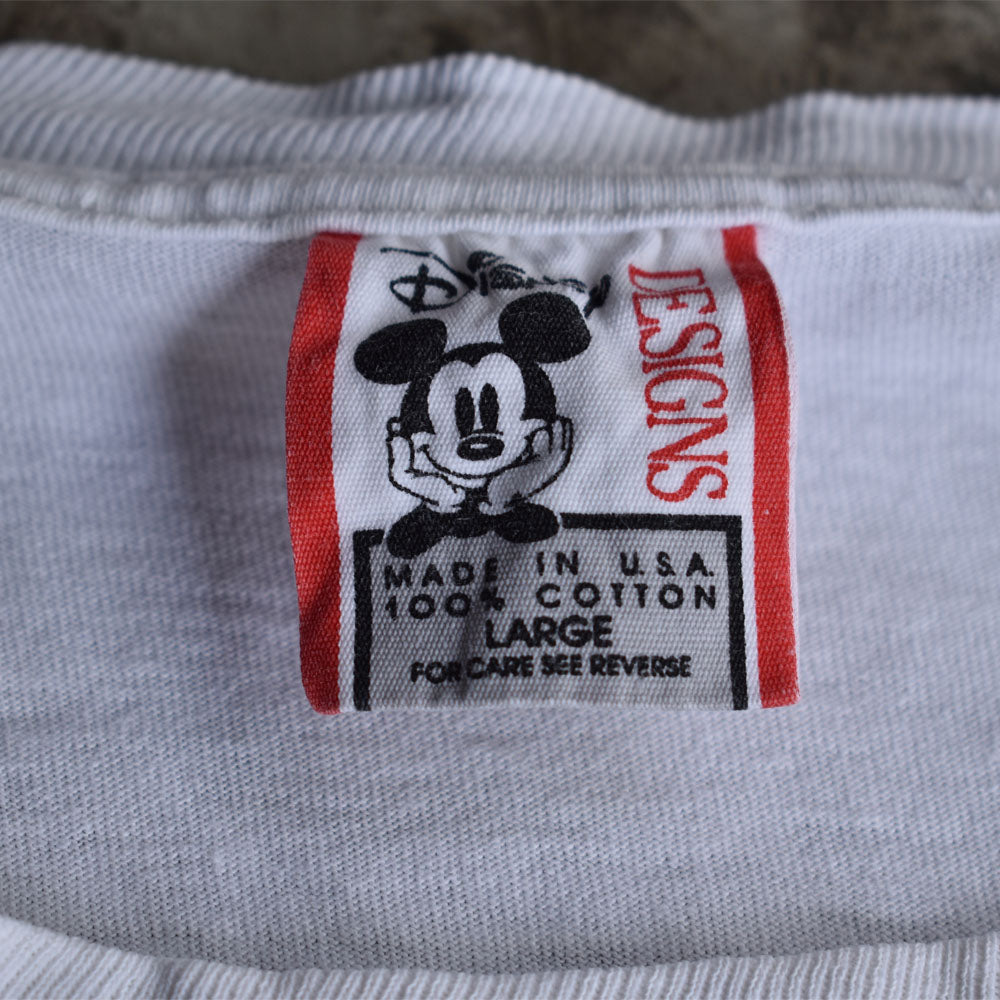 Disney
DESIGNS
MADE IN U.S.A.
100% COTTON
LARGE
FOR CARE SEE REVERSE